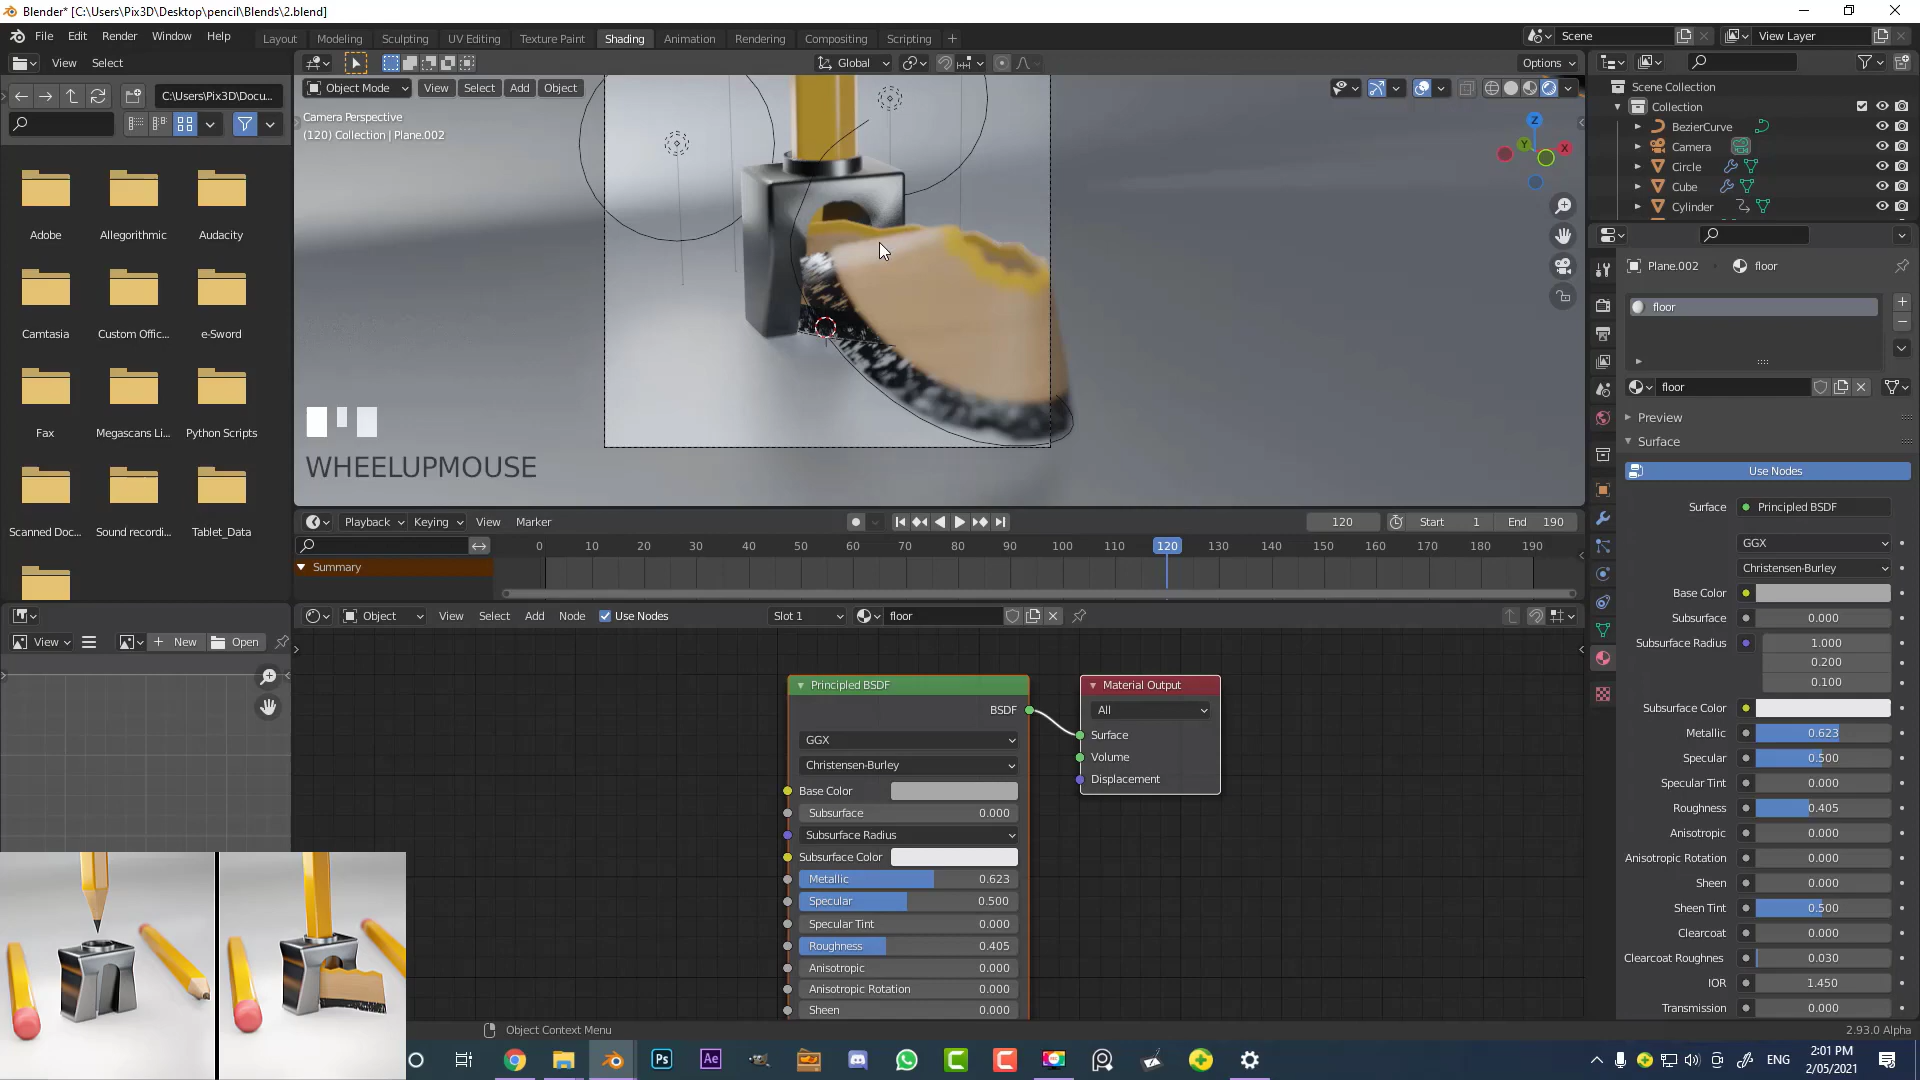 Blender* [C:\Users\Pix3D\Desktop\pencil\Blends\2.blend]
File Edit Render Window Help
Layout Modeling Sculpting UV Editing Texture Paint Shading Animation Rendering Compositing Scripting
Scene View Layer
View Select
Global
Options
C:\Users\Pix3D\Docu...
Object Mode View Select Add Object
Camera Perspective
(120) Collection | Plane.002
Z
Y
X
Scene Collection
Collection
BezierCurve
Camera
Circle
Cube
Cylinder
Adobe Allegorithmic Audacity
Camtasia Custom Offic... e-Sword
Fax Megascans Li... Python Scripts
Scanned Doc... Sound recordi... Tablet_Data
WHEELUPMOUSE
Plane.002 floor
floor
floor
Preview
Surface
Use Nodes
Surface Principled BSDF
GGX
Christensen-Burley
Base Color
Subsurface 0.000
Subsurface Radius 1.000
0.200
0.100
Subsurface Color
Metallic 0.623
Specular 0.500
Specular Tint 0.000
Roughness 0.405
Anisotropic 0.000
Anisotropic Rotation 0.000
Sheen 0.000
Sheen Tint 0.500
Clearcoat 0.000
Clearcoat Roughnes 0.030
IOR 1.450
Transmission 0.000
Playback Keying View Marker
120 Start 1 End 190
0 10 20 30 40 50 60 70 80 90 100 110 120 130 140 150 160 170 180 190
Summary
View New Open
Object View Select Add Node Use Nodes Slot 1 floor
Principled BSDF
BSDF
GGX
Christensen-Burley
Base Color
Subsurface 0.000
Subsurface Radius
Subsurface Color
Metallic 0.623
Specular 0.500
Specular Tint 0.000
Roughness 0.405
Anisotropic 0.000
Anisotropic Rotation 0.000
Sheen 0.000
Material Output
All
Surface
Volume
Displacement
Object Context Menu
2.93.0 Alpha
Ps
Ae
ENG
2:01 PM
2/05/2021